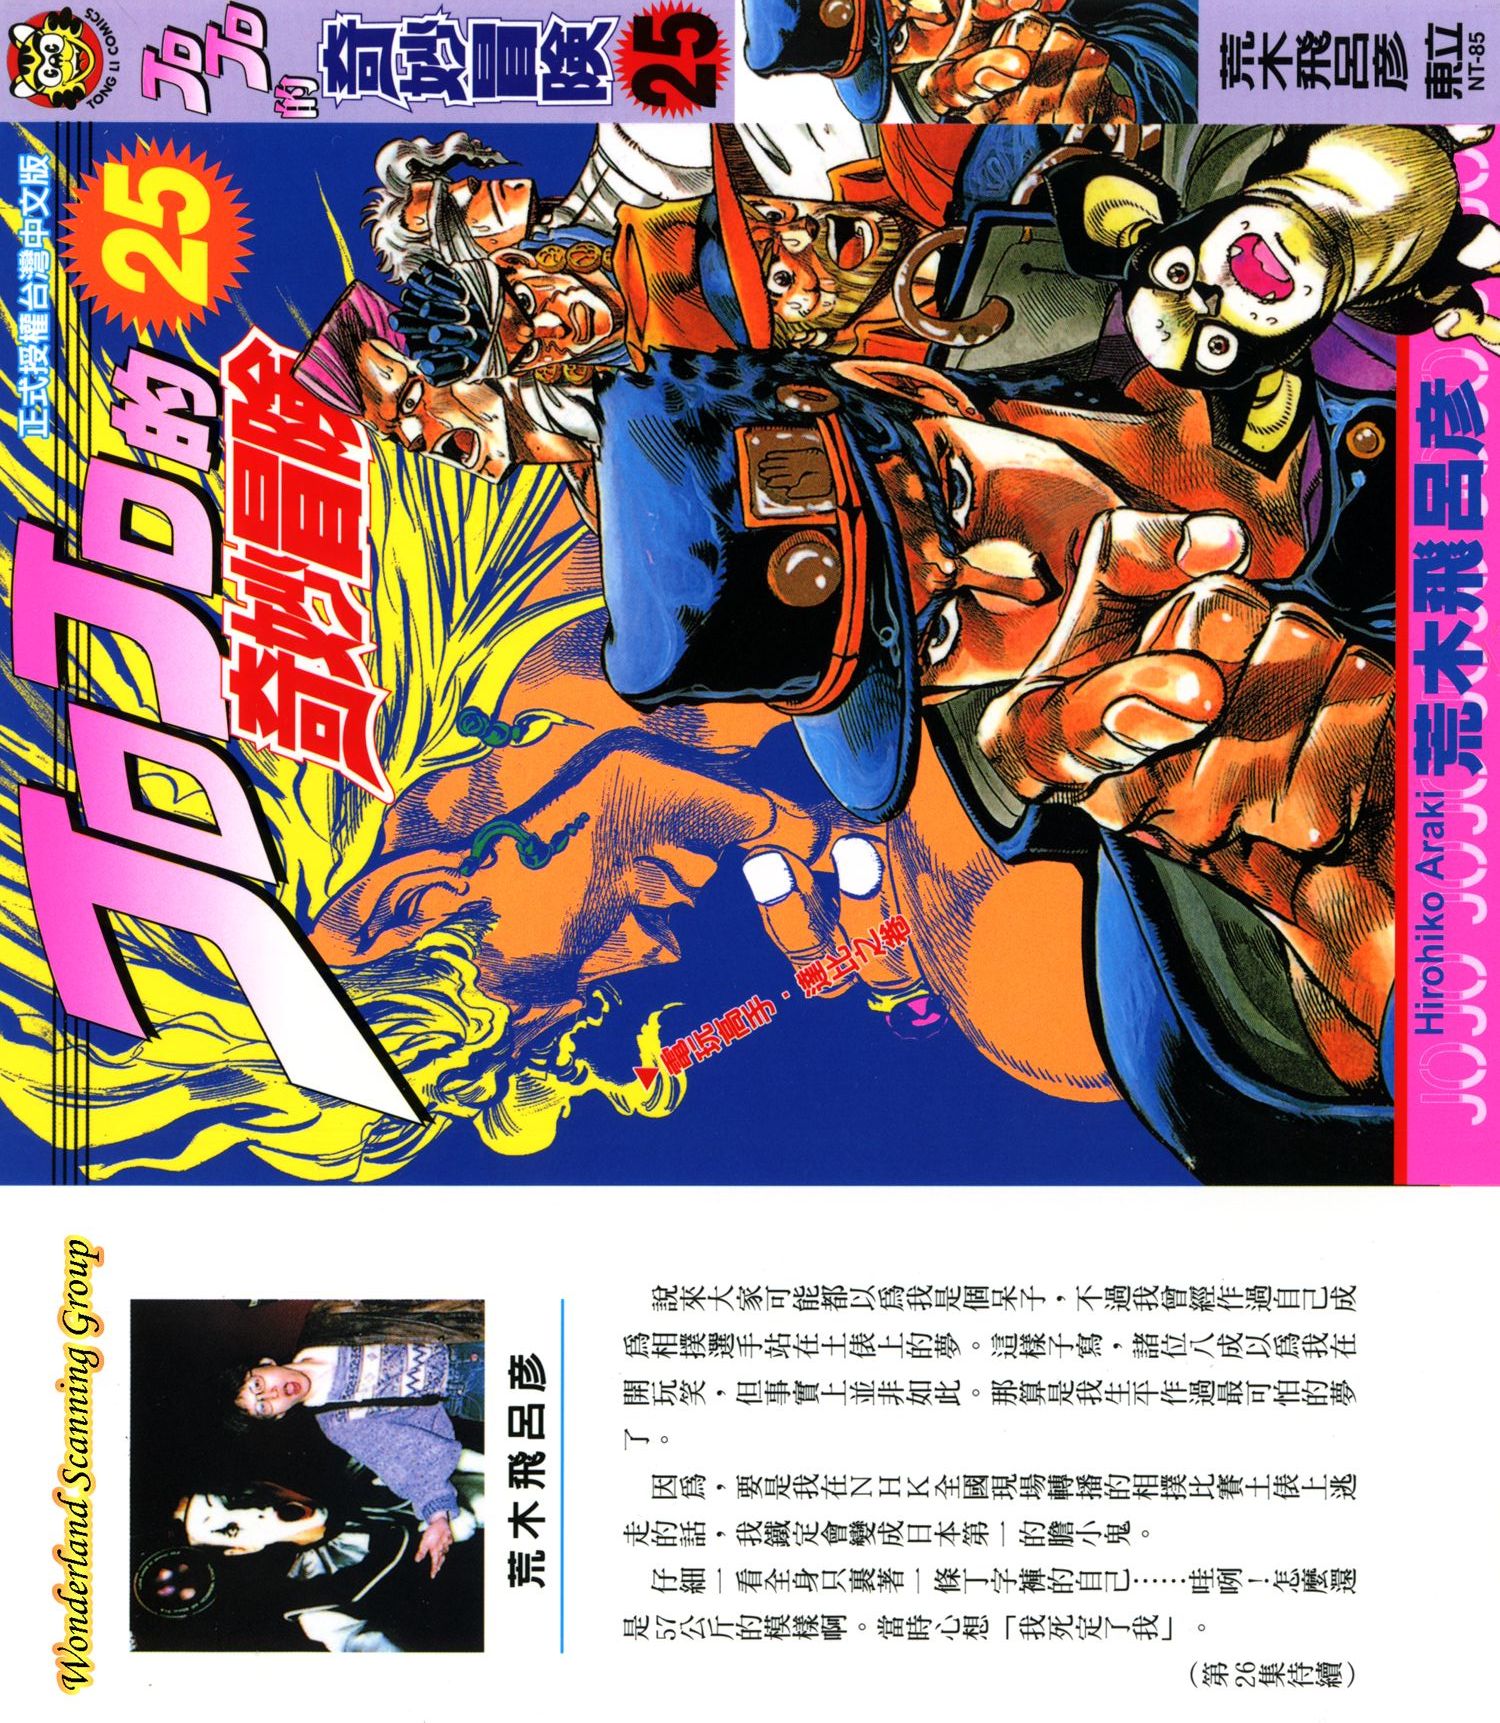 TONG LI COMICS
JOJO的
奇妙冒險
25
荒木飛呂彥
東立
NT-85
正式授權台灣中文版
25
JOJO的
奇妙冒險
▼電玩高手・達比之卷
Hirohiko Araki 荒木飛呂彥
JOJO
Wonderland Scanning Group
荒木飛呂彥
說來大家可能都以為我是個呆子，不過我曾經作過自己成
為相撲選手站在土俵上的夢。這樣子寫，諸位八成以為我在
開玩笑，但事實上並非如此。那算是我生平作過最可怕的夢
了。
因為，要是我在NHK全國現場轉播的相撲比賽土俵上逃
走的話，我鐵定會變成日本第一的膽小鬼。
仔細一看全身只裹著一條丁字褲的自己……哇咧！怎麼還
是57公斤的模樣啊。當時心想「我死定了我」。
（第26集待續）